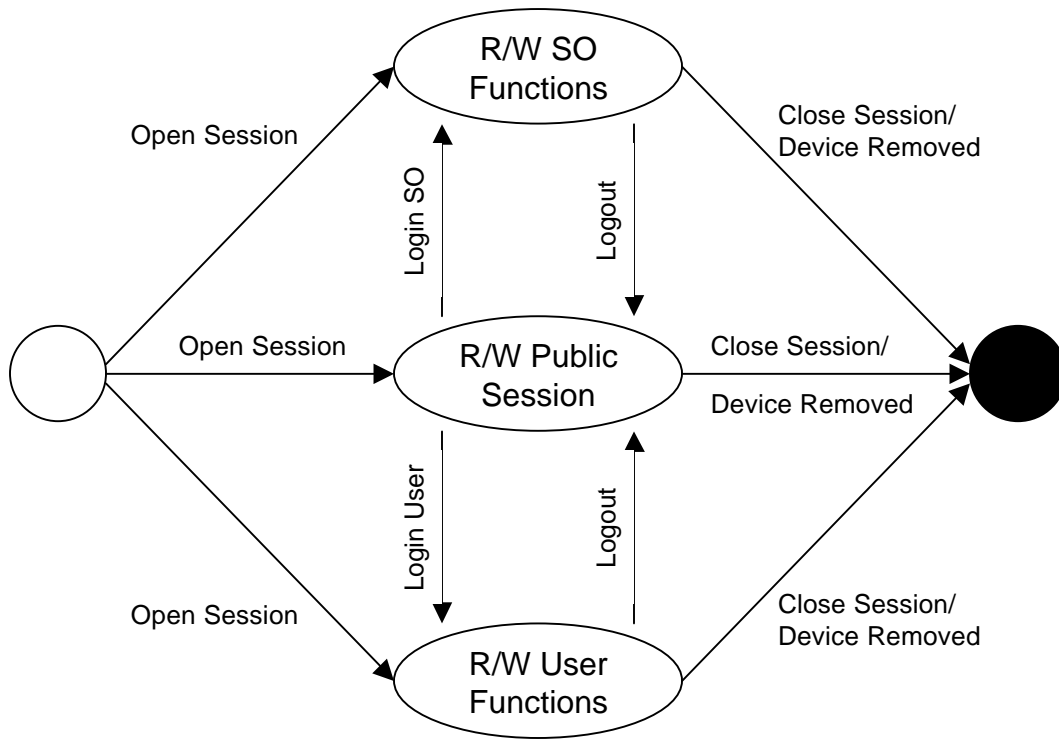 R/W SO
Functions
Open Session
Close Session/
Device Removed
Login SO
Logout
Open Session
R/W Public
Session
Close Session/
Device Removed
Login User
Logout
Open Session
Close Session/
Device Removed
R/W User
Functions